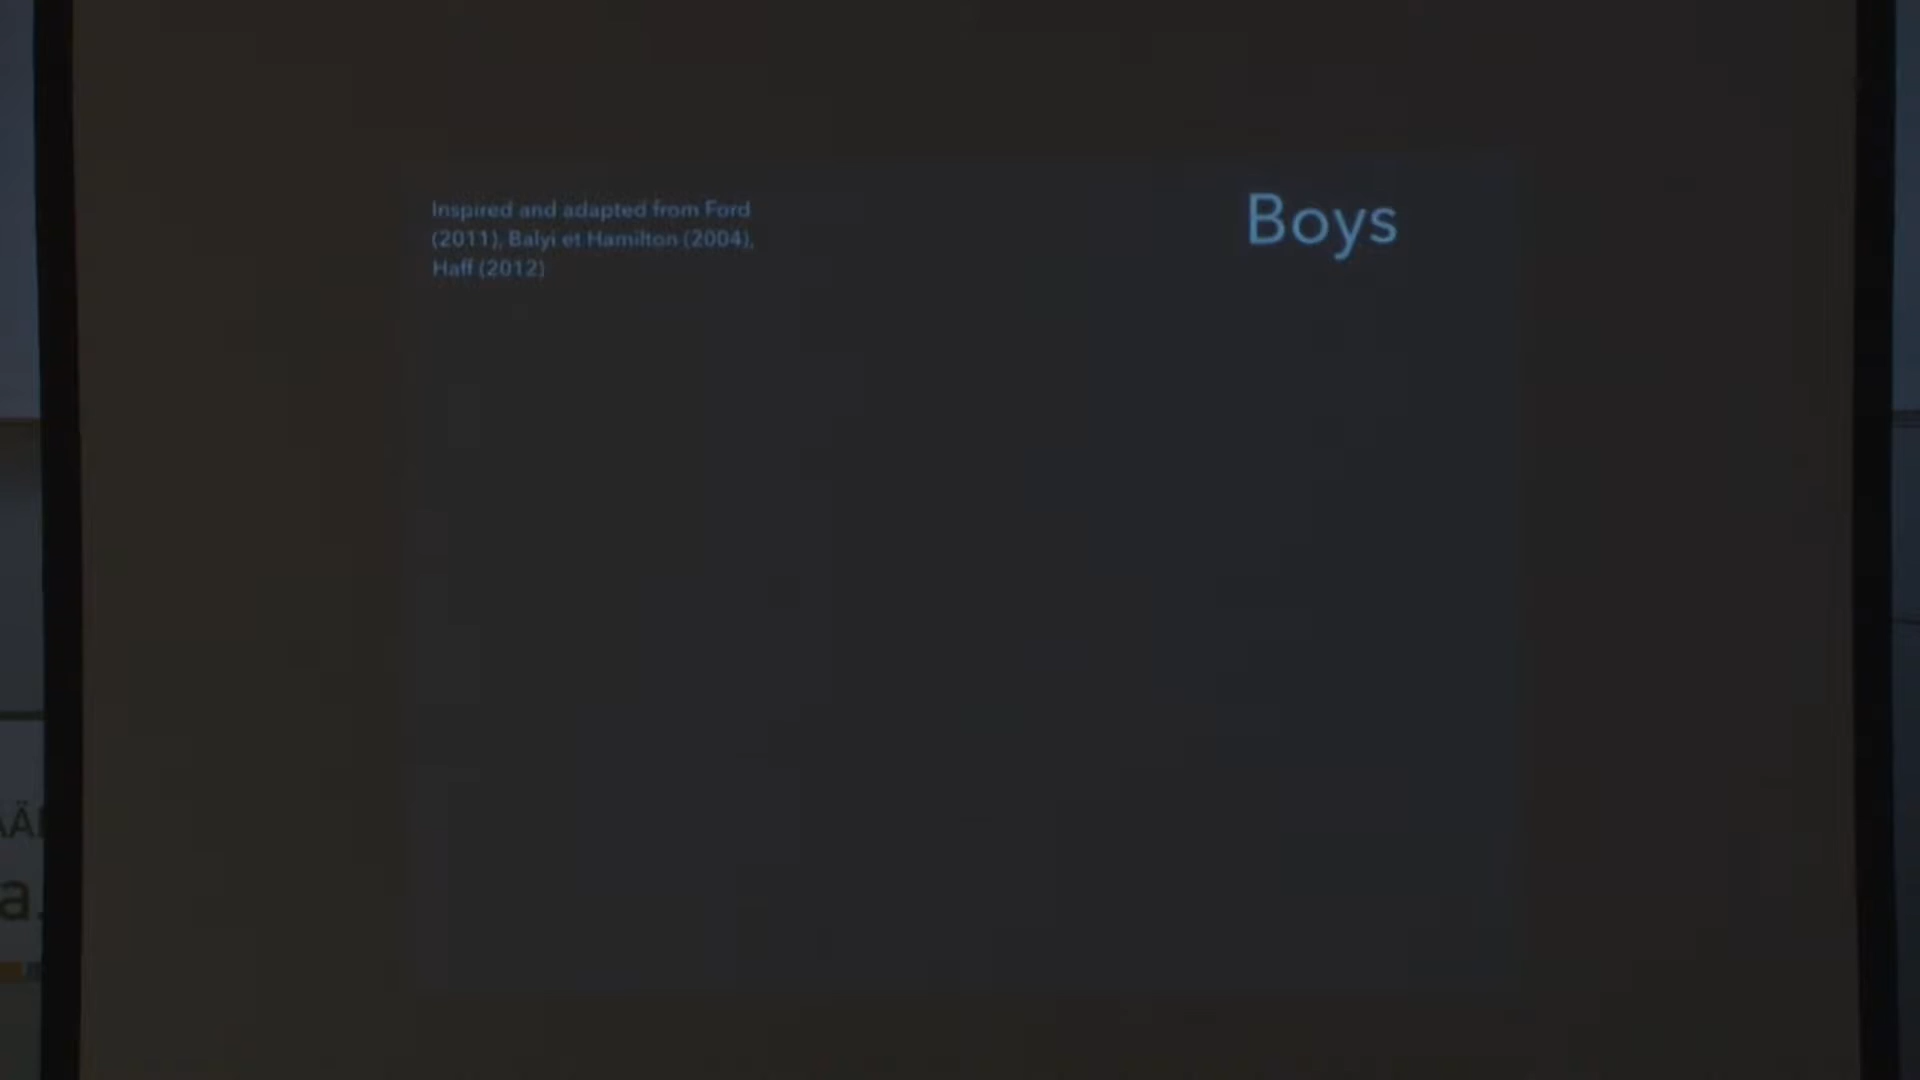 Inspired and adapted from Ford
(2011), Balyi et Hamilton (2004),
Haff (2012)
Boys
a.